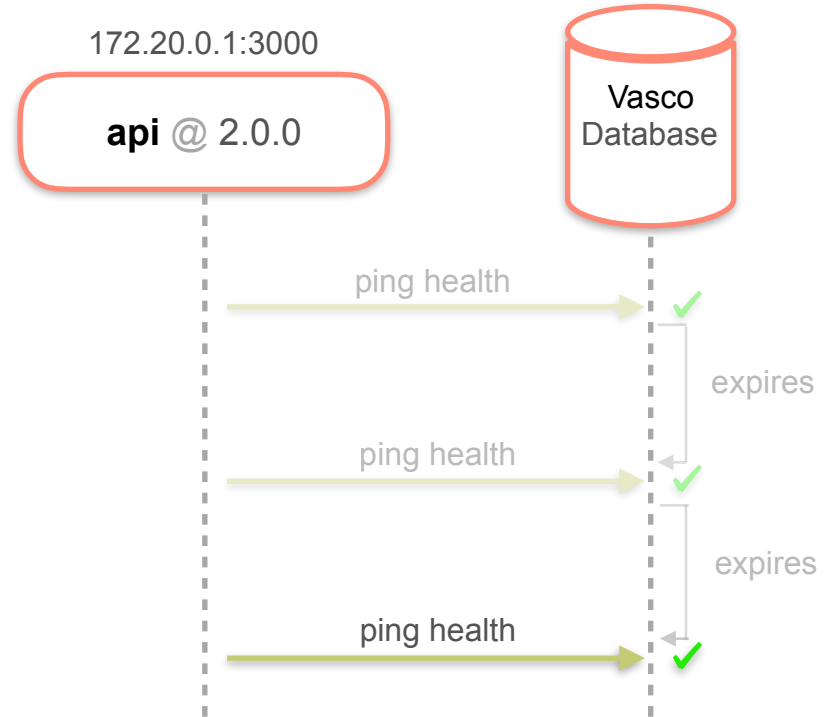 172.20.0.1:3000
api @ 2.0.0
Vasco
Database
ping health
expires
ping health
expires
ping health